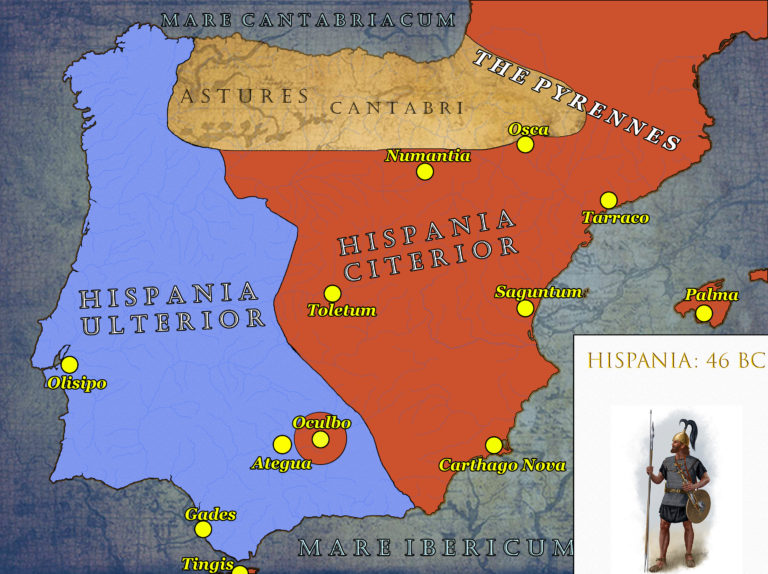 MARE CANTABRIACUM
ASTURES
CANTABRI
THE PYRENNES
Osca
Numantia
Tarraco
HISPANIA
CITERIOR
HISPANIA
ULTERIOR
Toletum
Saguntum
Palma
HISPANIA: 46 BC
Olisipo
Oculbo
Ategua
Carthago Nova
Gades
MARE IBERICUM
Tingis